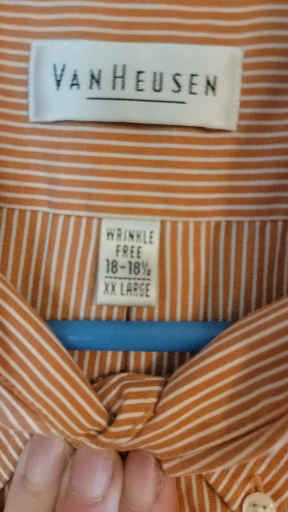 VAN HEUSEN
WRINKLE
FREE
18-18½
XX LARGE